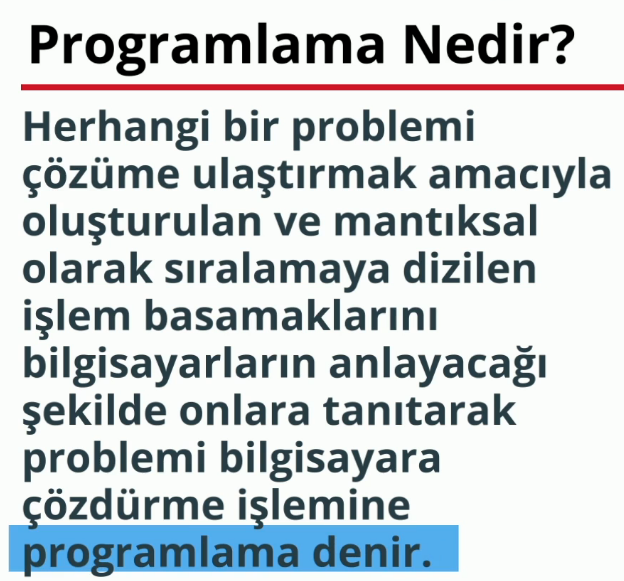 Programlama Nedir?
Herhangi bir problemi
çözüme ulaştırmak amacıyla
oluşturulan ve mantıksal
olarak sıralamaya dizilen
işlem basamaklarını
bilgisayarların anlayacağı
şekilde onlara tanıtarak
problemi bilgisayara
çözdürme işlemine
programlama denir.